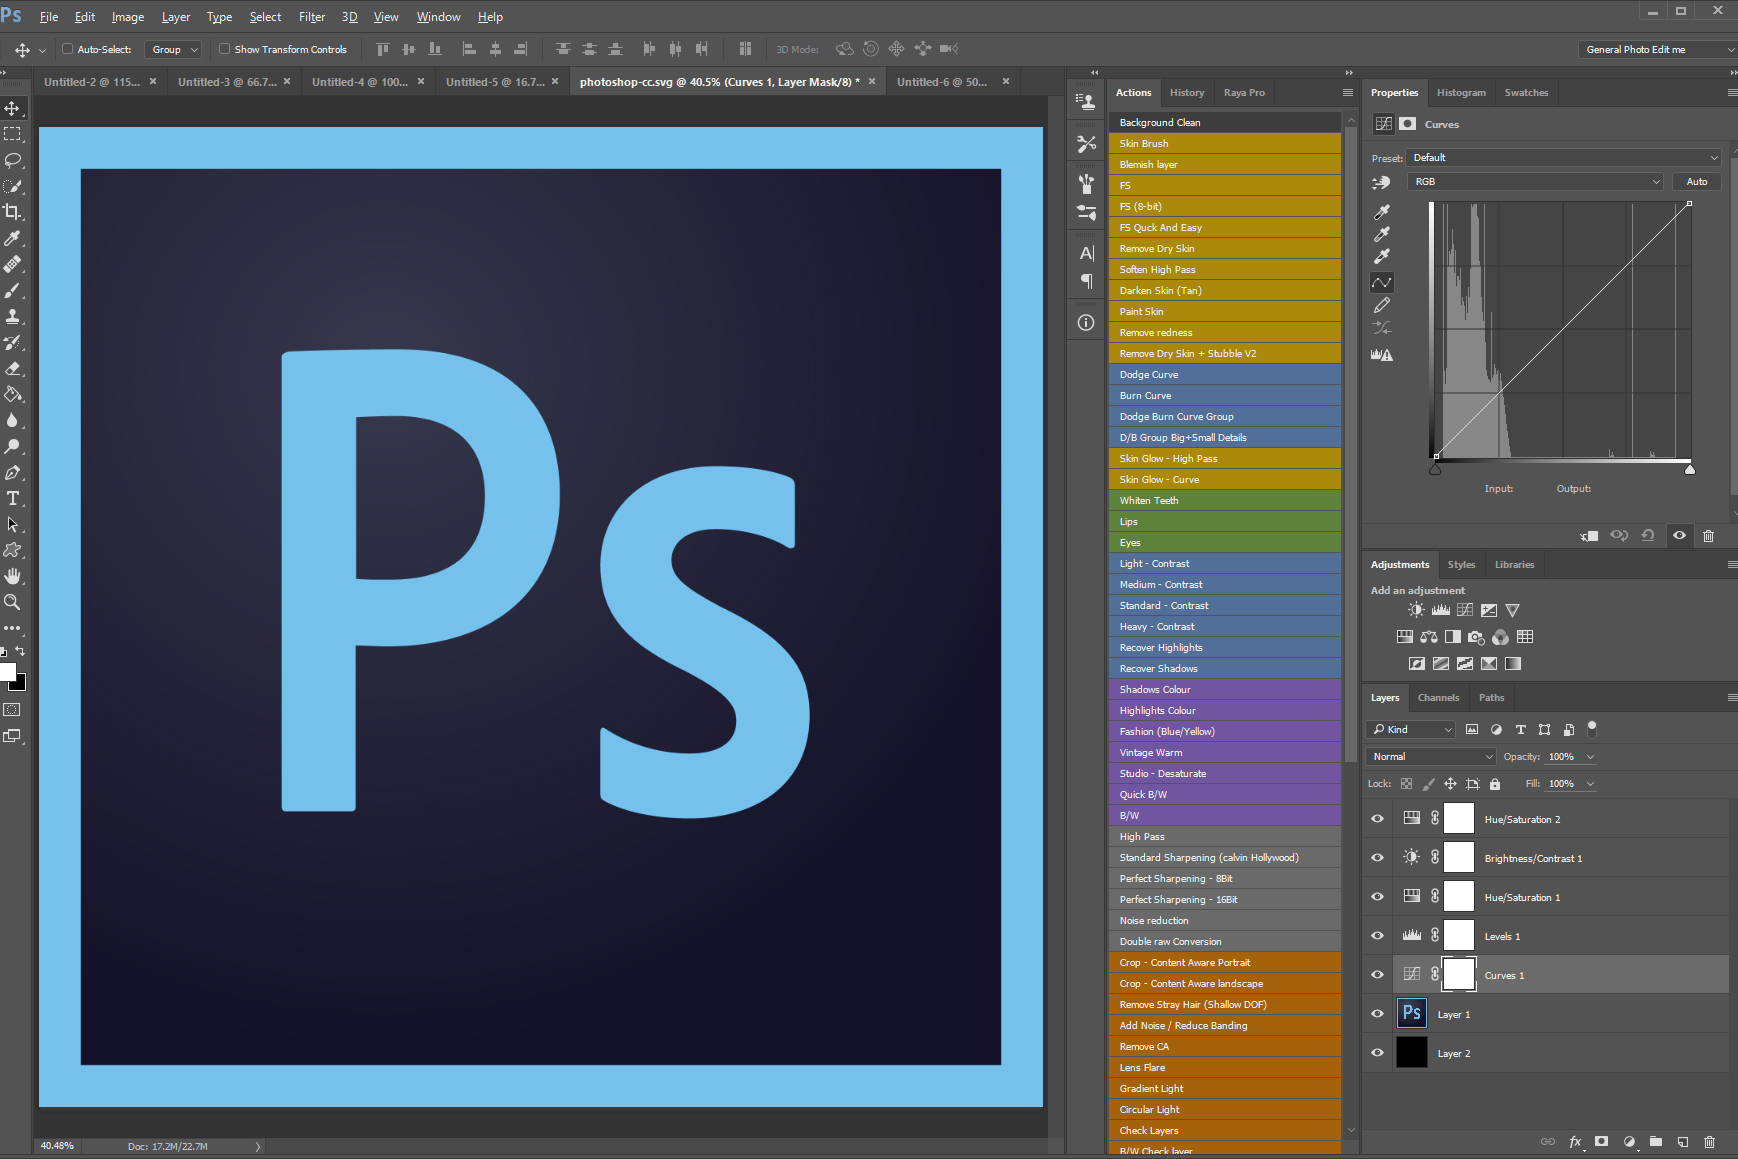 Ps File Edit Image Layer Type Select Filter 3D View Window Help
Auto-Select: Group Show Transform Controls 3D Mode: General Photo Edit me
Untitled-2 @ 115... × Untitled-3 @ 66.7... × Untitled-4 @ 100... × Untitled-5 @ 16.7... × photoshop-cc.svg @ 40.5% (Curves 1, Layer Mask/8) * × Untitled-6 @ 50... ×
Ps
40.48% Doc: 17.2M/22.7M
Actions History Raya Pro
Background Clean
Skin Brush
Blemish layer
FS
FS (8-bit)
FS Quck And Easy
Remove Dry Skin
Soften High Pass
Darken Skin (Tan)
Paint Skin
Remove redness
Remove Dry Skin + Stubble V2
Dodge Curve
Burn Curve
Dodge Burn Curve Group
D/B Group Big+Small Details
Skin Glow - High Pass
Skin Glow - Curve
Whiten Teeth
Lips
Eyes
Light - Contrast
Medium - Contrast
Standard - Contrast
Heavy - Contrast
Recover Highlights
Recover Shadows
Shadows Colour
Highlights Colour
Fashion (Blue/Yellow)
Vintage Warm
Studio - Desaturate
Quick B/W
B/W
High Pass
Standard Sharpening (calvin Hollywood)
Perfect Sharpening - 8Bit
Perfect Sharpening - 16Bit
Noise reduction
Double raw Conversion
Crop - Content Aware Portrait
Crop - Content Aware landscape
Remove Stray Hair (Shallow DOF)
Add Noise / Reduce Banding
Remove CA
Lens Flare
Gradient Light
Circular Light
Check Layers
B/W Check layer
Properties Histogram Swatches
Curves
Preset: Default
RGB Auto
Input: Output:
Adjustments Styles Libraries
Add an adjustment
Layers Channels Paths
Kind
Normal Opacity: 100%
Lock: Fill: 100%
Hue/Saturation 2
Brightness/Contrast 1
Hue/Saturation 1
Levels 1
Curves 1
Ps Layer 1
Layer 2
fx